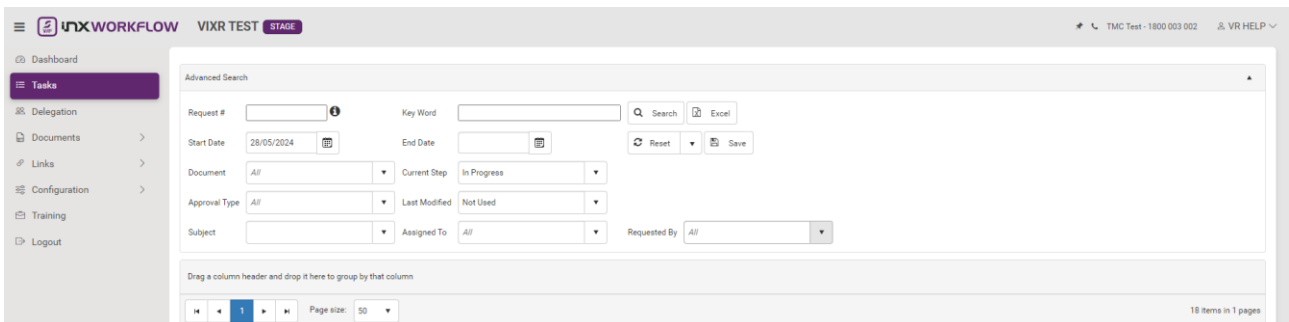 INXWORKFLOW VIXR TEST STAGE TMC Test - 1800 003 002 VR HELP
Dashboard
Tasks
Delegation
Documents
Links
Configuration
Training
Logout
Advanced Search
Request # Key Word Search Excel
Start Date 28/05/2024 End Date Reset Save
Document All Current Step In Progress
Approval Type All Last Modified Not Used
Subject Assigned To All Requested By All
Drag a column header and drop it here to group by that column
1 Page size: 50 18 items in 1 pages